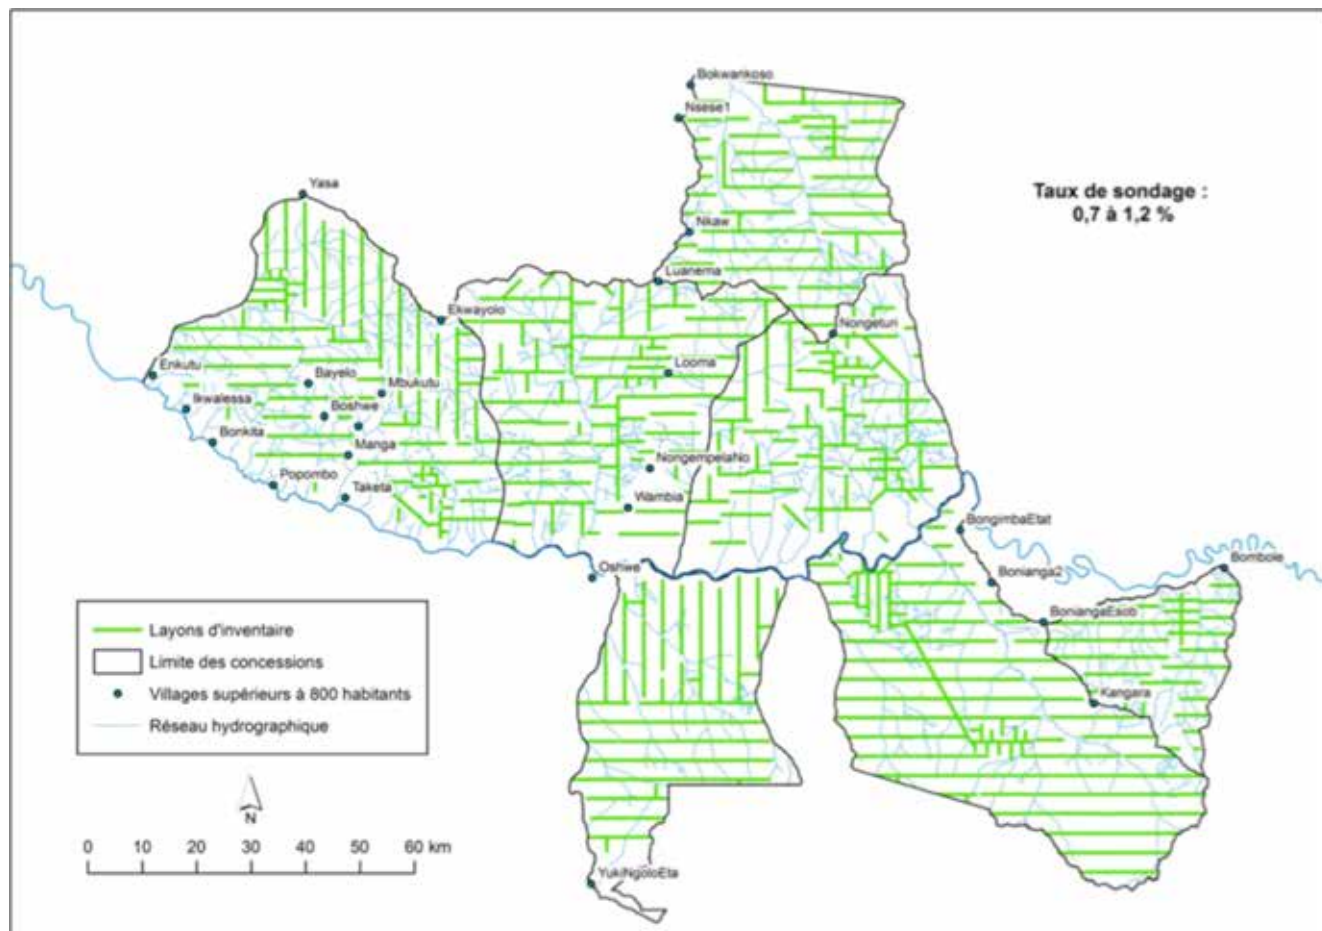 Bokwankoso
Nsese1
Yasa
Taux de sondage :
0,7 à 1,2 %
Nkaw
Luanema
Ekwayolo
Nongeturi
Enkutu
Bayelo
Mbukutu
Looma
Ikwalessa
Boshwe
Bonkita
Manga
NongempelaNo
Popombo
Taketa
Wambia
BongimbaEtat
Oshwe
Bonianga2
Bombole
BoniangaEsob
Kangara
Layons d'inventaire
Limite des concessions
Villages supérieurs à 800 habitants
Réseau hydrographique
N
0 10 20 30 40 50 60 km
YukiNgoloEta